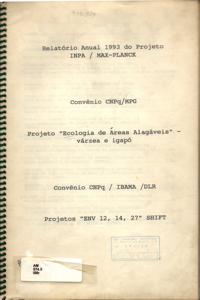 Relatório Anual 1993 do Projeto
INPA / MAX-PLANCK
Convênio CNPq/MPG
Projeto "Ecologia de Áreas Alagáveis" -
várzea e igapó
Convênio CNPq / IBAMA /DLR
Projetos "ENV 12, 14, 27" SHIFT